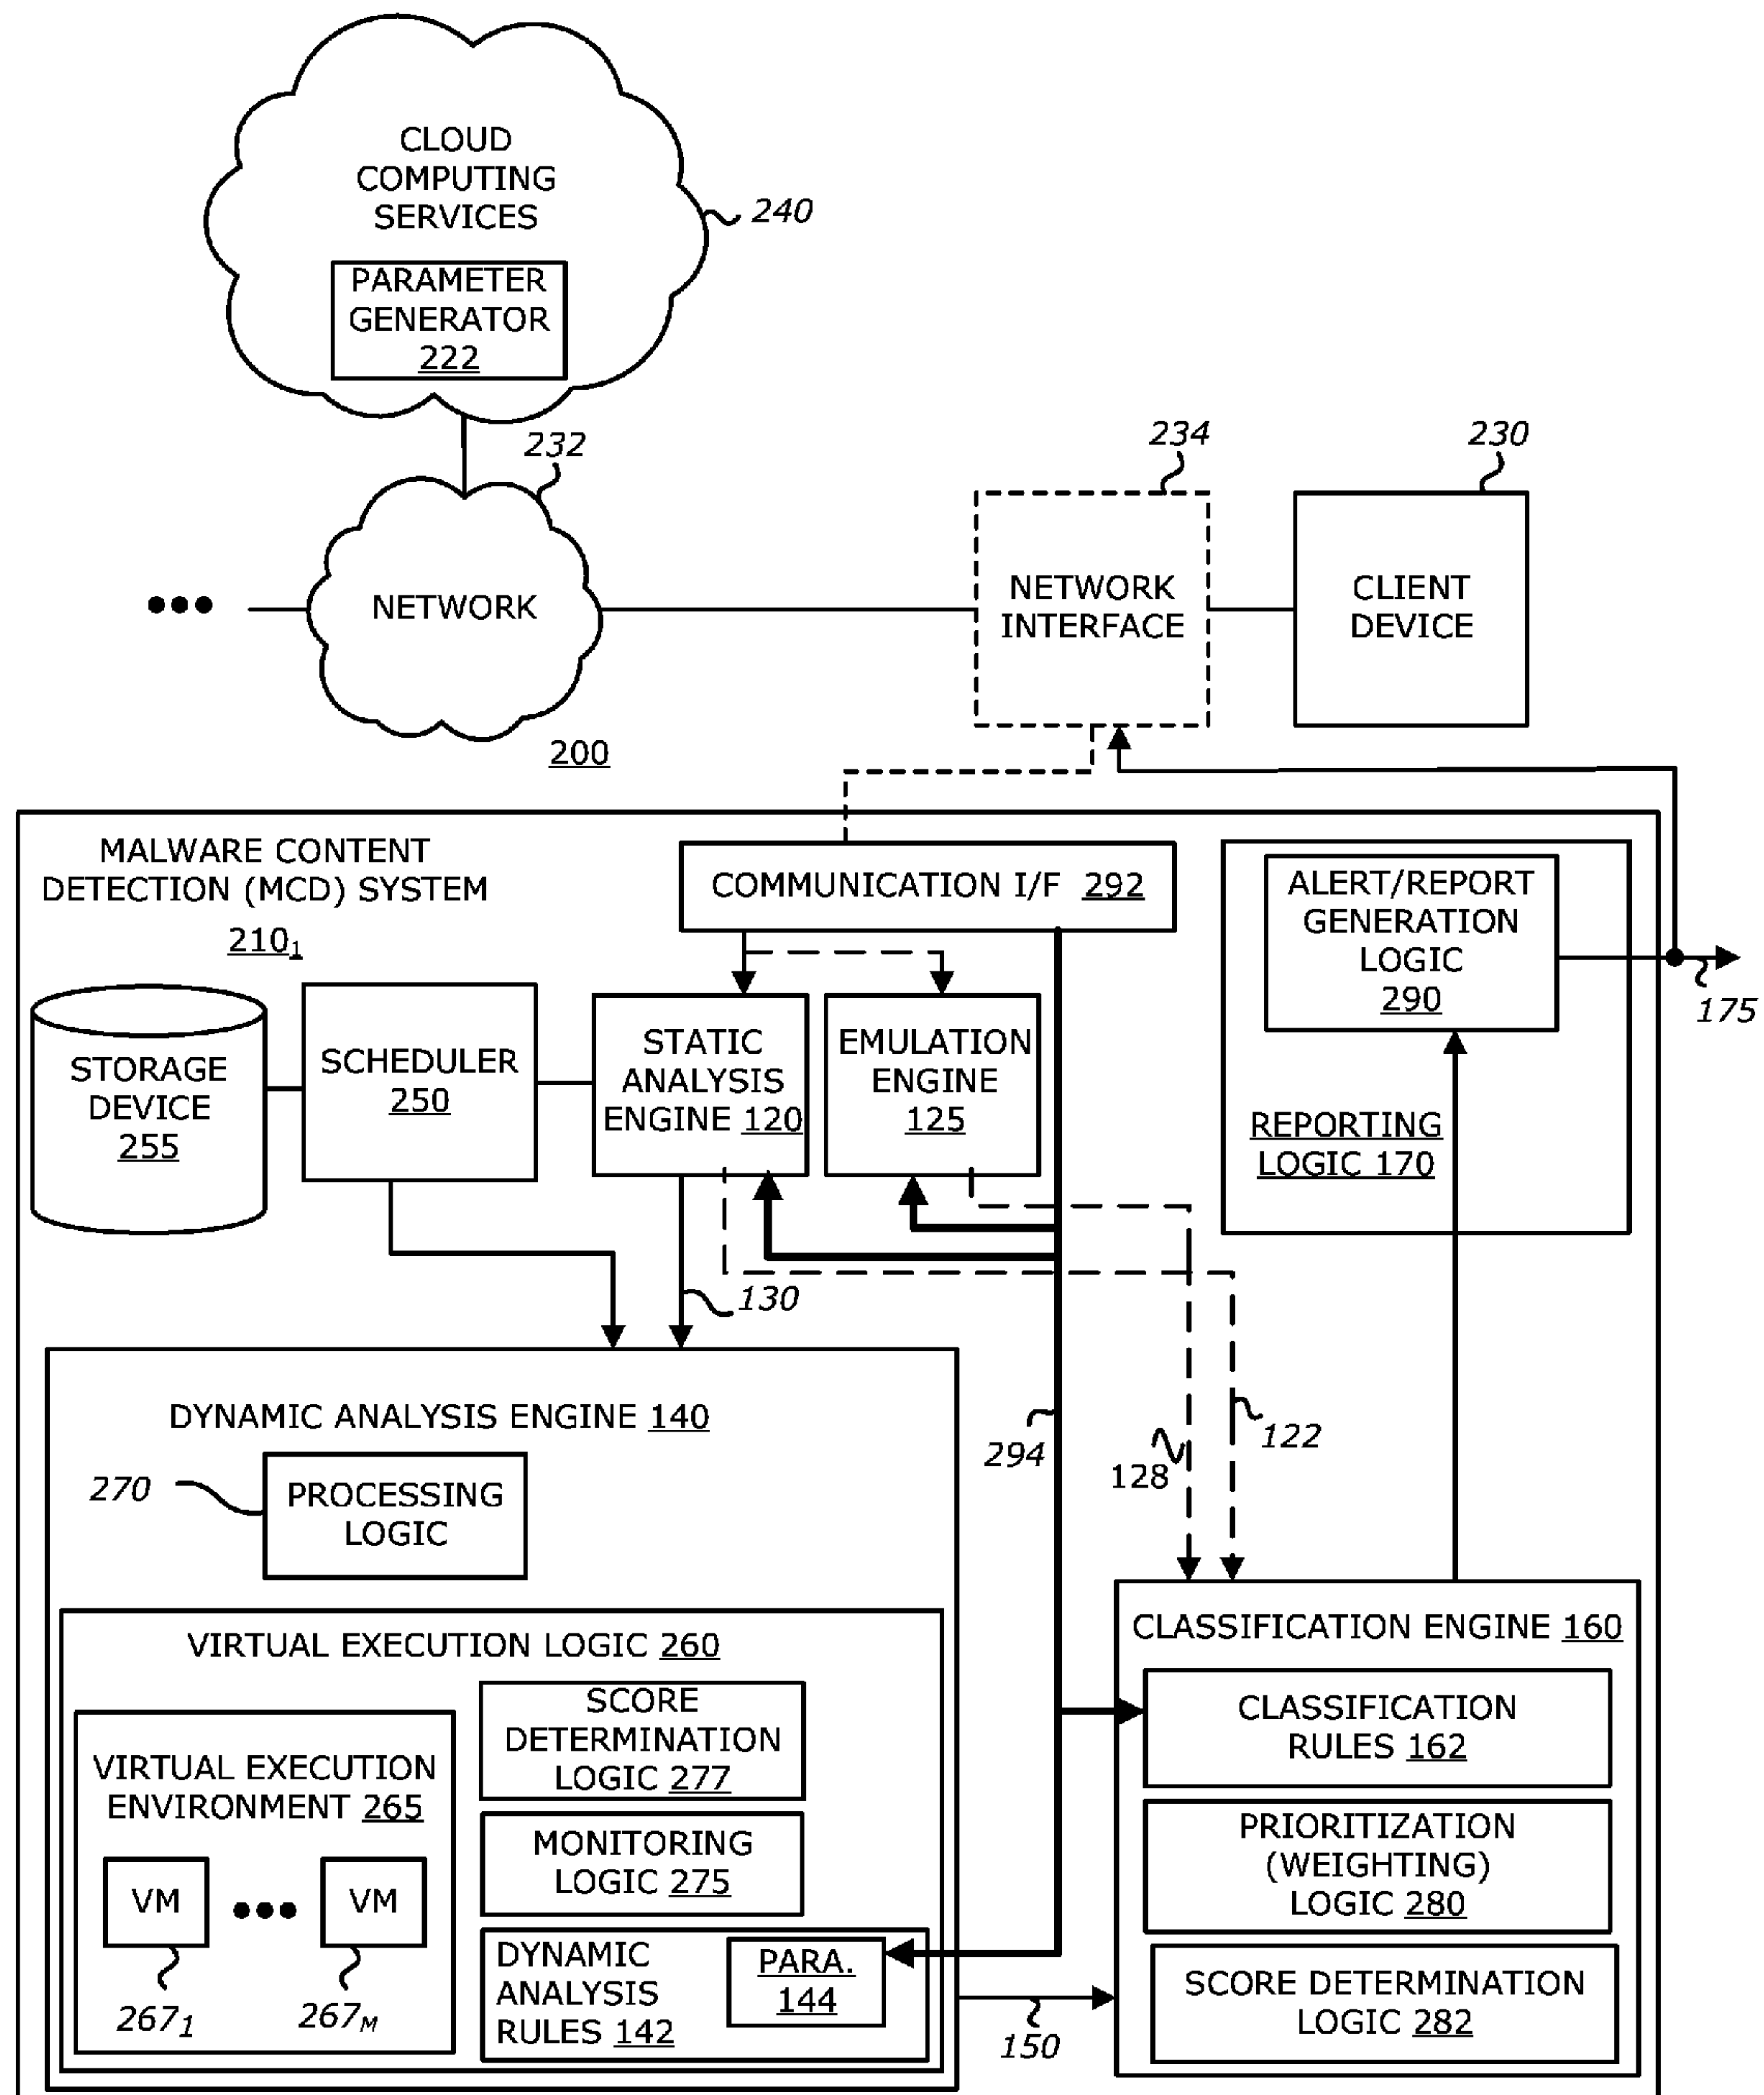 CLOUD
COMPUTING
SERVICES
240
PARAMETER
GENERATOR
222
232
234
230
NETWORK
NETWORK
INTERFACE
CLIENT
DEVICE
200
MALWARE CONTENT
DETECTION (MCD) SYSTEM
210₁
COMMUNICATION I/F 292
ALERT/REPORT
GENERATION
LOGIC
290
175
STORAGE
DEVICE
255
SCHEDULER
250
STATIC
ANALYSIS
ENGINE 120
EMULATION
ENGINE
125
REPORTING
LOGIC 170
130
DYNAMIC ANALYSIS ENGINE 140
294
128
122
270
PROCESSING
LOGIC
VIRTUAL EXECUTION LOGIC 260
SCORE
DETERMINATION
LOGIC 277
VIRTUAL EXECUTION
ENVIRONMENT 265
MONITORING
LOGIC 275
VM
VM
267₁
267M
DYNAMIC
ANALYSIS
RULES 142
PARA.
144
150
CLASSIFICATION ENGINE 160
CLASSIFICATION
RULES 162
PRIORITIZATION
(WEIGHTING)
LOGIC 280
SCORE DETERMINATION
LOGIC 282